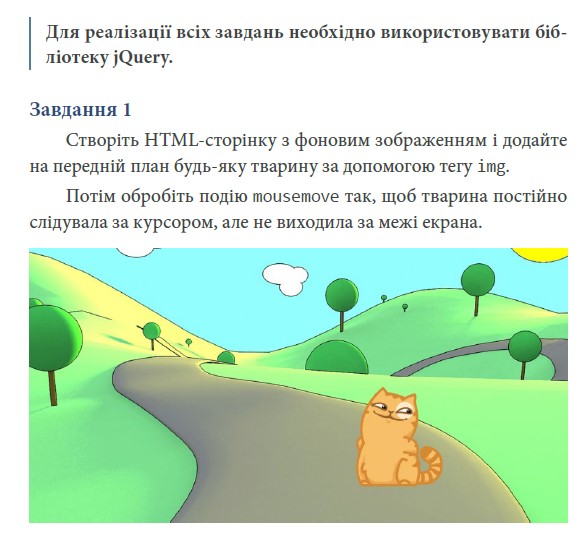 Для реалізації всіх завдань необхідно використовувати біб-
ліотеку jQuery.
Завдання 1
Створіть HTML-сторінку з фоновим зображенням і додайте
на передній план будь-яку тварину за допомогою тегу img.
Потім обробіть подію mousemove так, щоб тварина постійно
слідувала за курсором, але не виходила за межі екрана.